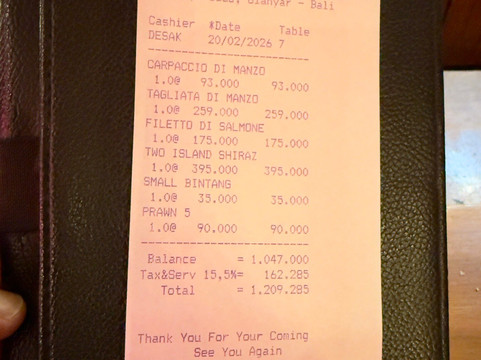 Gianyar - Bali
Cashier *Date Table
DESAK 20/02/2026 7
CARPACCIO DI MANZO
1.0@ 93.000 93.000
TAGLIATA DI MANZO
1.0@ 259.000 259.000
FILETTO DI SALMONE
1.0@ 175.000 175.000
TWO ISLAND SHIRAZ
1.0@ 395.000 395.000
SMALL BINTANG
1.0@ 35.000 35.000
PRAWN 5
1.0@ 90.000 90.000
Balance = 1.047.000
Tax&Serv 15,5%= 162.285
Total = 1.209.285
Thank You For Your Coming
See You Again